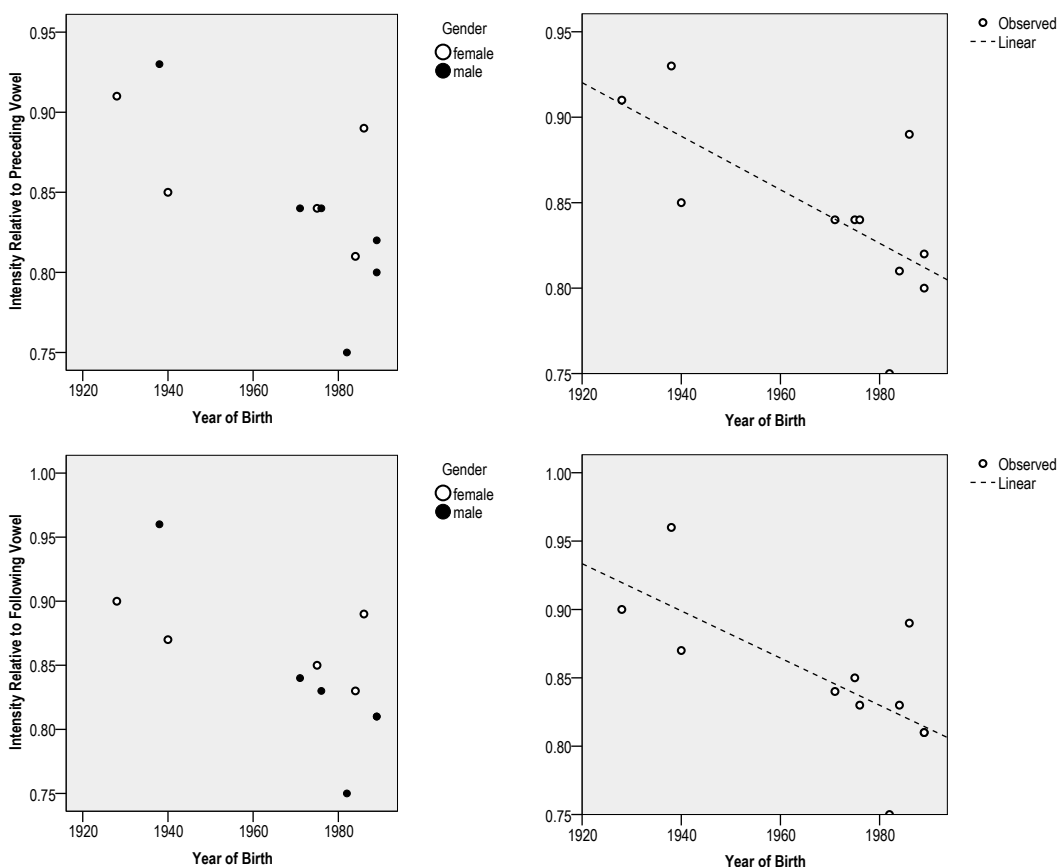 0.95
0.90
0.85
0.80
0.75
Intensity Relative to Preceding Vowel
1920 1940 1960 1980
Year of Birth
Gender
female
male
0.95
0.90
0.85
0.80
0.75
1920 1940 1960 1980
Year of Birth
Observed
Linear
1.00
0.95
0.90
0.85
0.80
0.75
Intensity Relative to Following Vowel
1920 1940 1960 1980
Year of Birth
Gender
female
male
1.00
0.95
0.90
0.85
0.80
0.75
1920 1940 1960 1980
Year of Birth
Observed
Linear